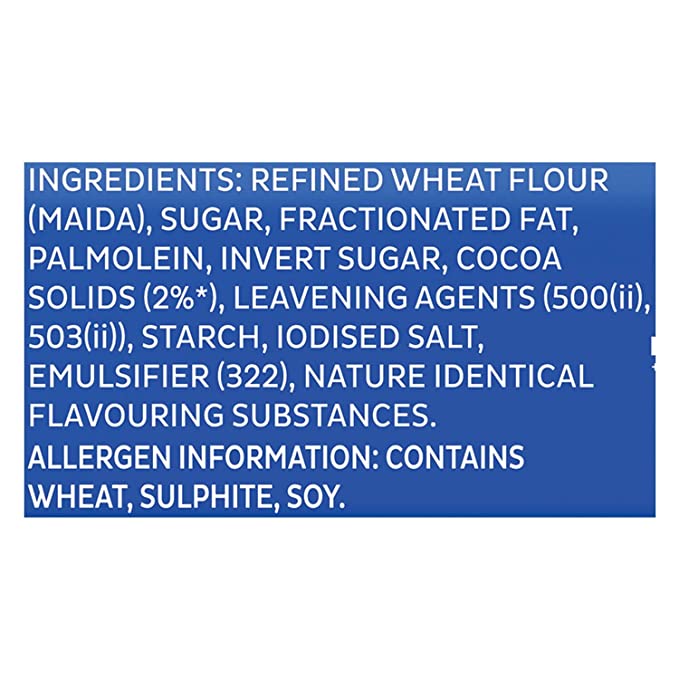 INGREDIENTS: REFINED WHEAT FLOUR
(MAIDA), SUGAR, FRACTIONATED FAT,
PALMOLEIN, INVERT SUGAR, COCOA
SOLIDS (2%*), LEAVENING AGENTS (500(ii),
503(ii)), STARCH, IODISED SALT,
EMULSIFIER (322), NATURE IDENTICAL
FLAVOURING SUBSTANCES.
ALLERGEN INFORMATION: CONTAINS
WHEAT, SULPHITE, SOY.